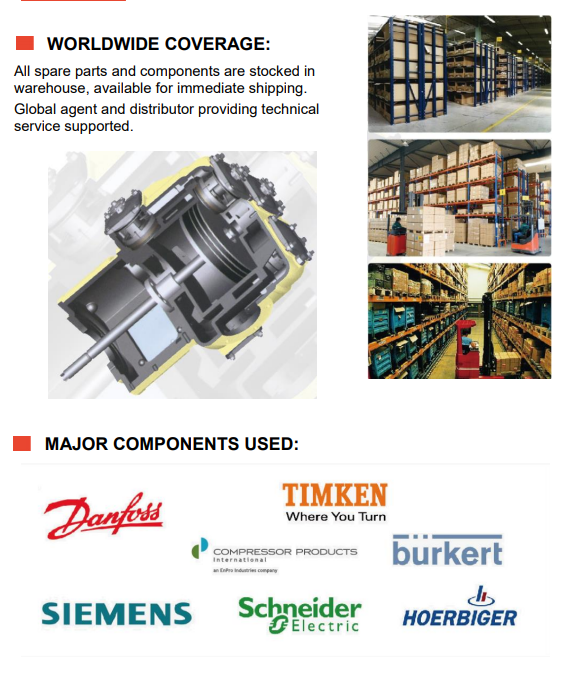 WORLDWIDE COVERAGE:
All spare parts and components are stocked in
warehouse, available for immediate shipping.
Global agent and distributor providing technical
service supported.
MAJOR COMPONENTS USED:
Danfoss
TIMKEN
Where You Turn
COMPRESSOR PRODUCTS
International
an EnPro Industries company
bürkert
SIEMENS
Schneider
Electric
HOERBIGER